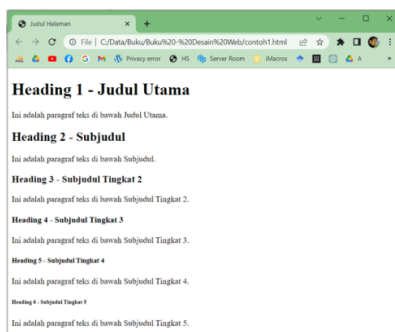 Judul Halaman
File | C:/Data/Buku/Buku%20-%20Desain%20Web/contoh1.html
Privacy error HS Server Room iMacros A
Heading 1 - Judul Utama
Ini adalah paragraf teks di bawah Judul Utama.
Heading 2 - Subjudul
Ini adalah paragraf teks di bawah Subjudul.
Heading 3 - Subjudul Tingkat 2
Ini adalah paragraf teks di bawah Subjudul Tingkat 2.
Heading 4 - Subjudul Tingkat 3
Ini adalah paragraf teks di bawah Subjudul Tingkat 3.
Heading 5 - Subjudul Tingkat 4
Ini adalah paragraf teks di bawah Subjudul Tingkat 4.
Heading 6 - Subjudul Tingkat 5
Ini adalah paragraf teks di bawah Subjudul Tingkat 5.